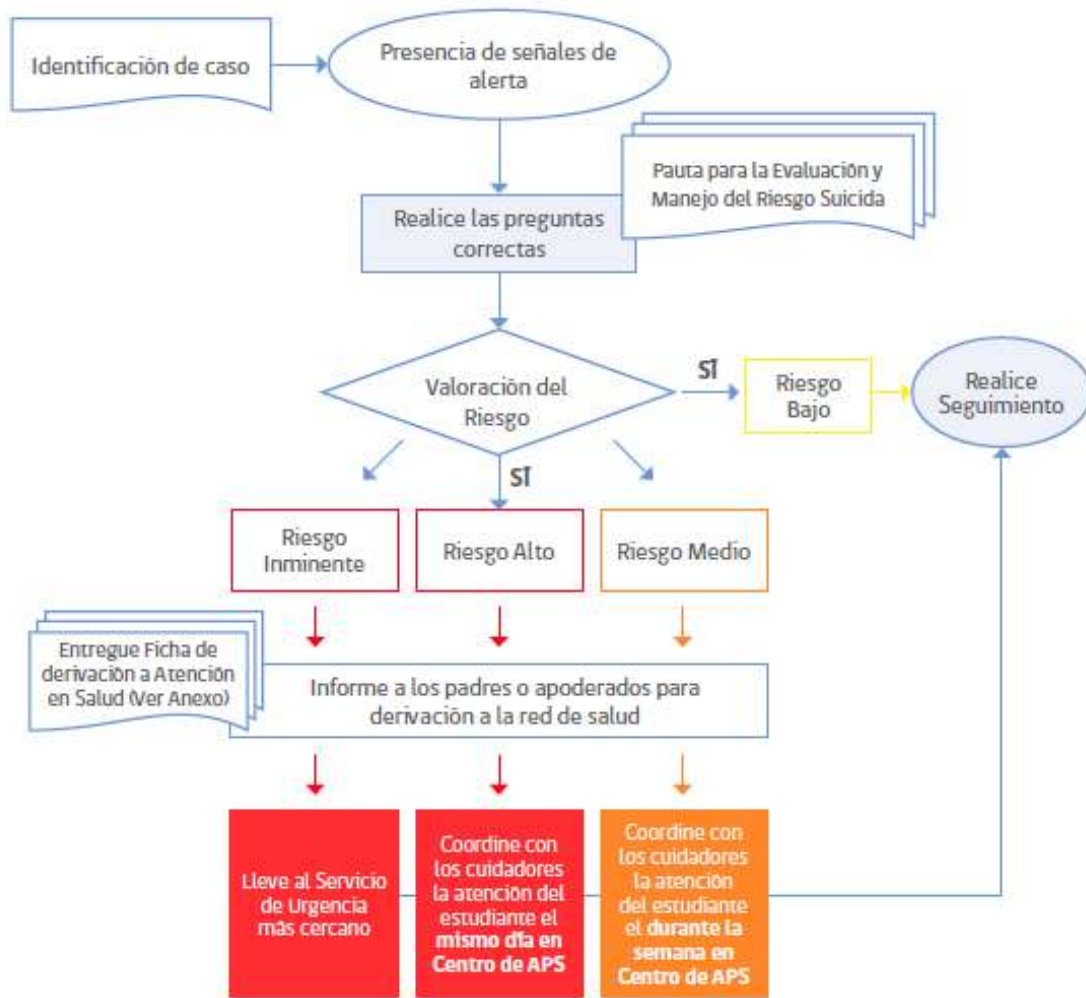 Identificación de caso
Presencia de señales de
alerta
Pauta para la Evaluación y
Manejo del Riesgo Suicida
Realice las preguntas
correctas
Valoración del
Riesgo
SÍ
Riesgo
Bajo
Realice
Seguimiento
SÍ
Riesgo
Inminente
Riesgo Alto
Riesgo Medio
Entregue Ficha de
derivación a Atención
en Salud (Ver Anexo)
Informe a los padres o apoderados para
derivación a la red de salud
Lleve al Servicio
de Urgencia
más cercano
Coordine con
los cuidadores
la atención del
estudiante el
mismo día en
Centro de APS
Coordine con
los cuidadores
la atención
del estudiante
el durante la
semana en
Centro de APS